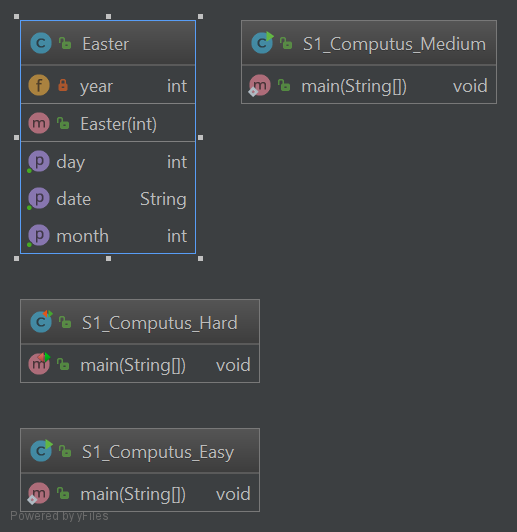 Easter
year int
Easter(int)
day int
date String
month int
S1_Computus_Medium
main(String[]) void
S1_Computus_Hard
main(String[]) void
S1_Computus_Easy
main(String[]) void
Powered by yFiles